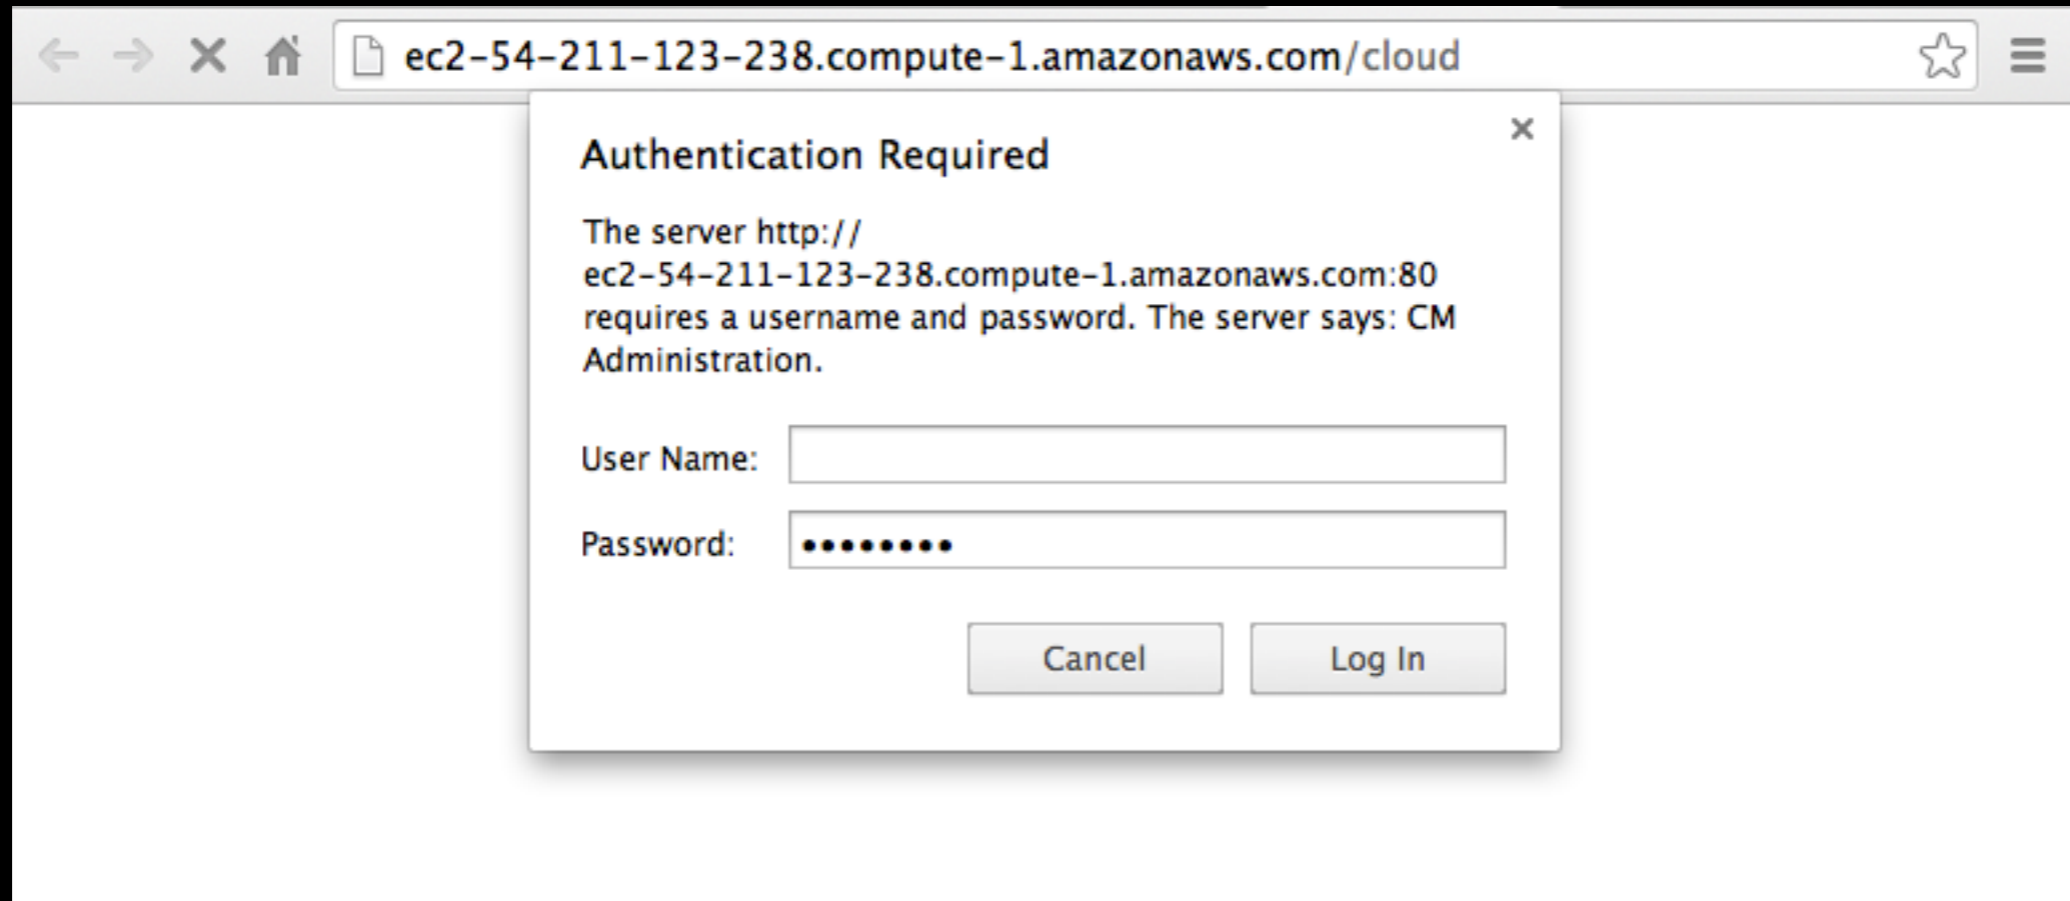 ec2-54-211-123-238.compute-1.amazonaws.com/cloud
Authentication Required
The server http://
ec2-54-211-123-238.compute-1.amazonaws.com:80
requires a username and password. The server says: CM
Administration.
User Name:
Password: ••••••••
Cancel Log In